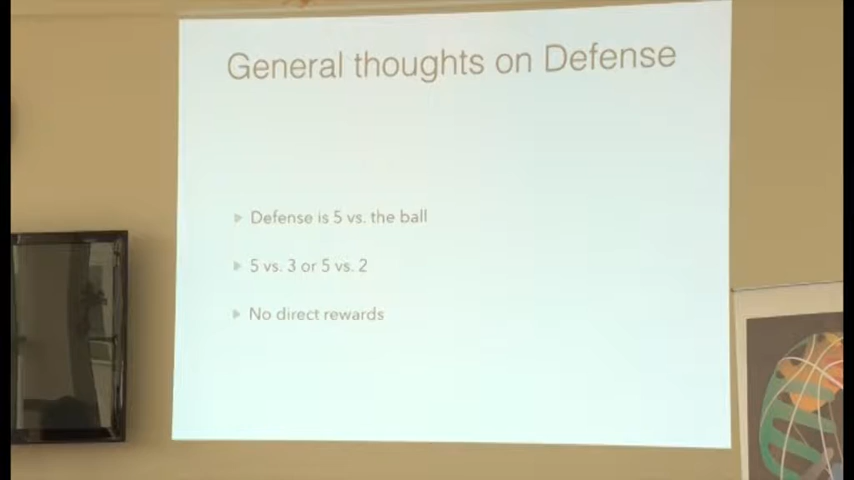 General thoughts on Defense
Defense is 5 vs. the ball
5 vs. 3 or 5 vs. 2
No direct rewards